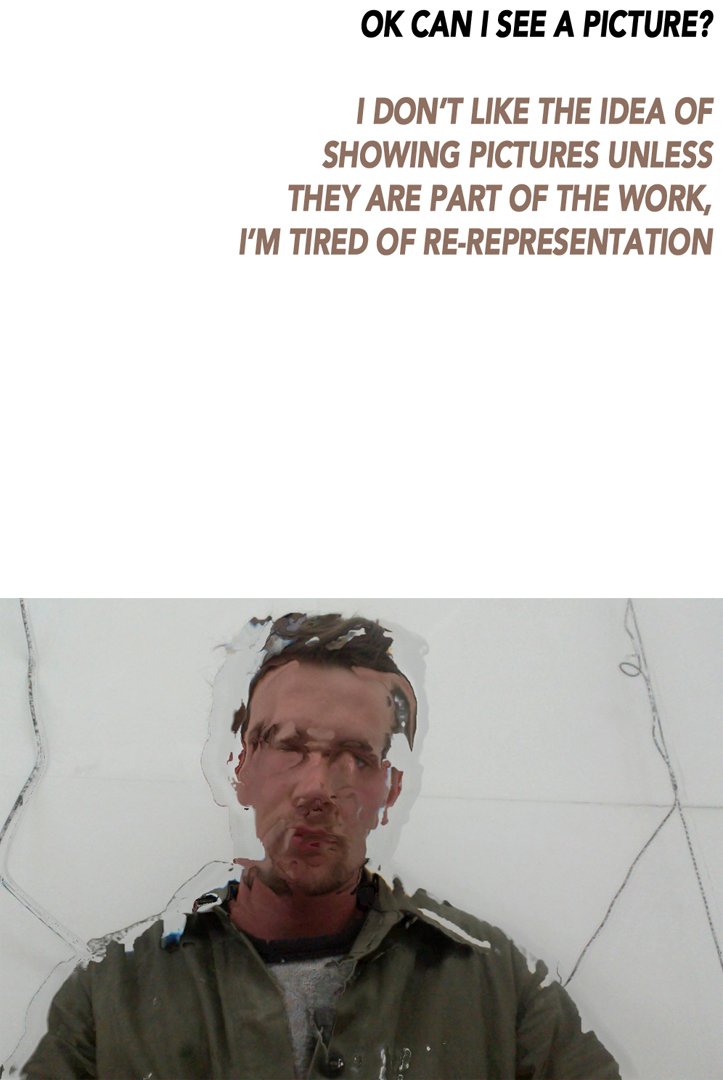 OK CAN I SEE A PICTURE?
I DON'T LIKE THE IDEA OF
SHOWING PICTURES UNLESS
THEY ARE PART OF THE WORK,
I'M TIRED OF RE-REPRESENTATION